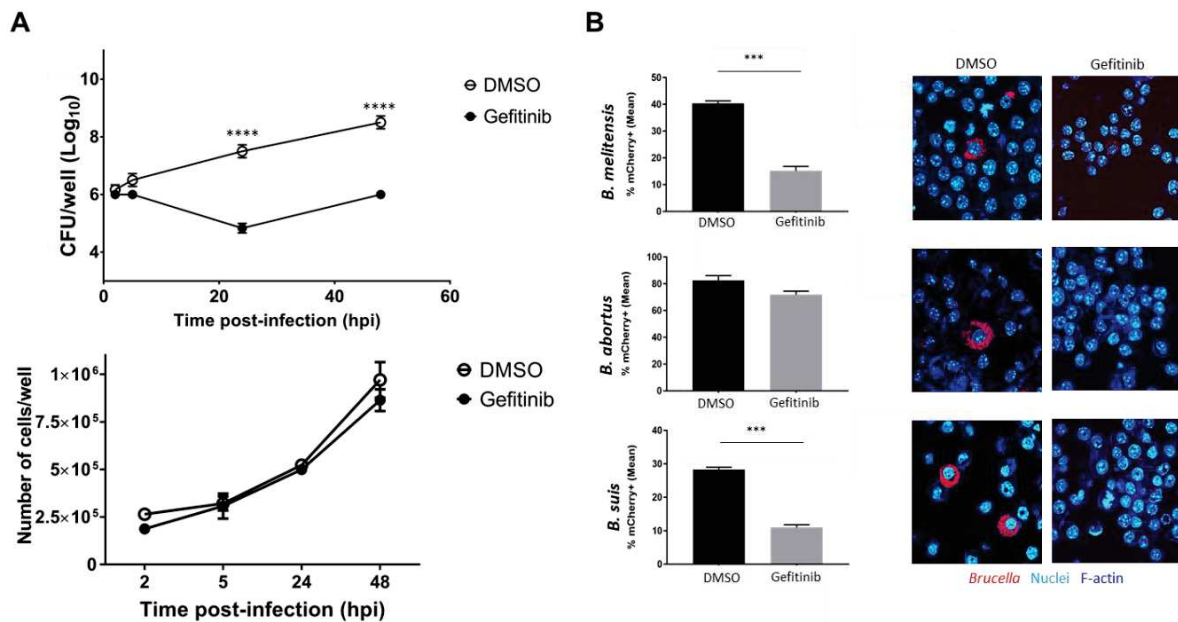 A
CFU/well (Log10)
10
8
6
4
****
****
DMSO
Gefitinib
0
20
40
60
Time post-infection (hpi)
Number of cells/well
1×10⁶
7.5×10⁵
5×10⁵
2.5×10⁵
0
DMSO
Gefitinib
2
5
24
48
Time post-infection (hpi)
B
B. melitensis
% mCherry+ (Mean)
50
40
30
20
10
0
***
DMSO
Gefitinib
B. abortus
% mCherry+ (Mean)
100
80
60
40
20
0
DMSO
Gefitinib
B. suis
% mCherry+ (Mean)
30
20
10
0
***
DMSO
Gefitinib
DMSO
Gefitinib
Brucella Nuclei F-actin